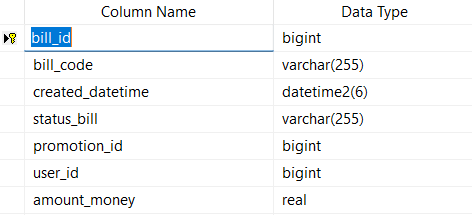 Column Name Data Type
bill_id bigint
bill_code varchar(255)
created_datetime datetime2(6)
status_bill varchar(255)
promotion_id bigint
user_id bigint
amount_money real